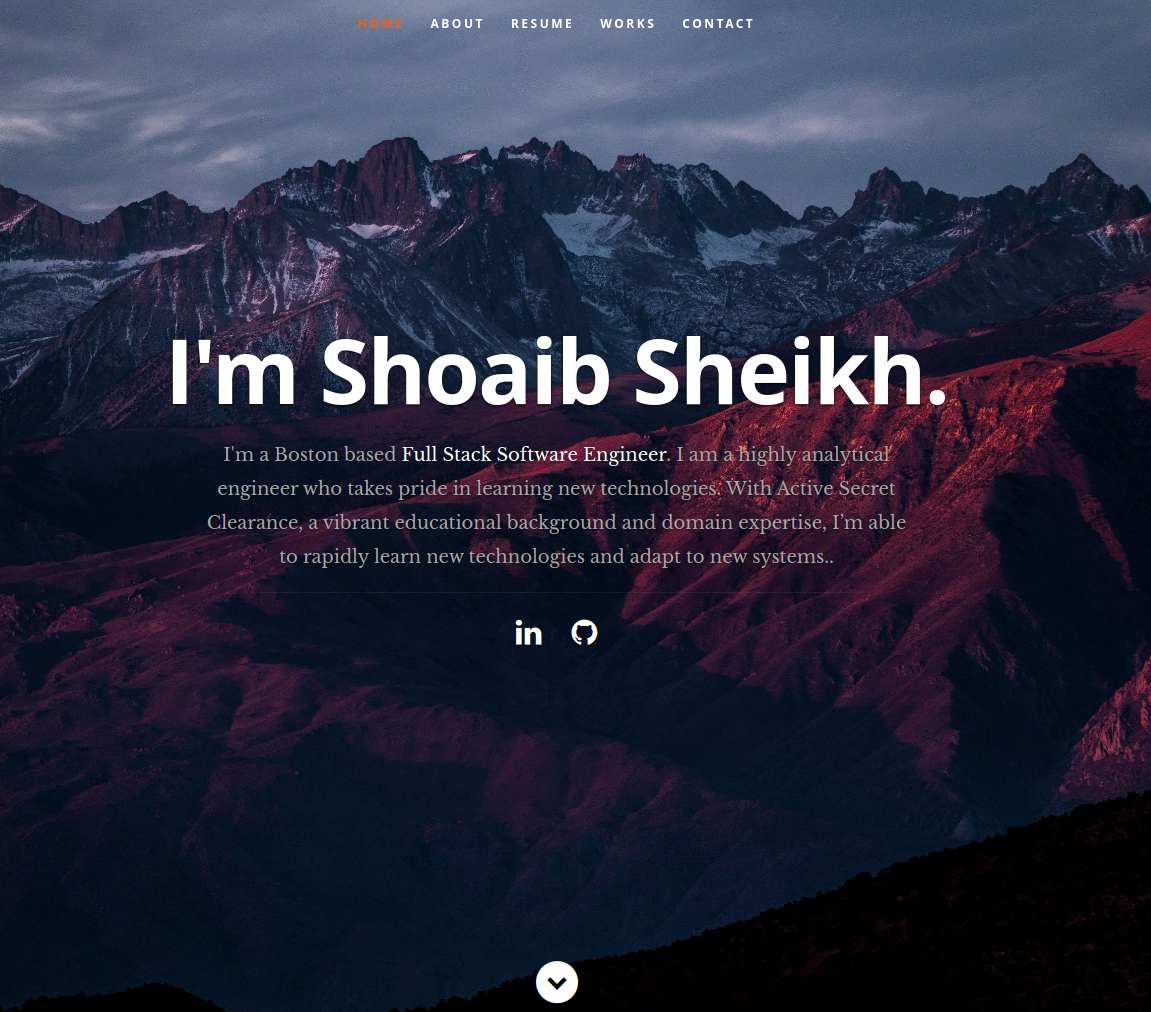 HOME ABOUT RESUME WORKS CONTACT
I'm Shoaib Sheikh.
I'm a Boston based Full Stack Software Engineer. I am a highly analytical
engineer who takes pride in learning new technologies. With Active Secret
Clearance, a vibrant educational background and domain expertise, I’m able
to rapidly learn new technologies and adapt to new systems..
in